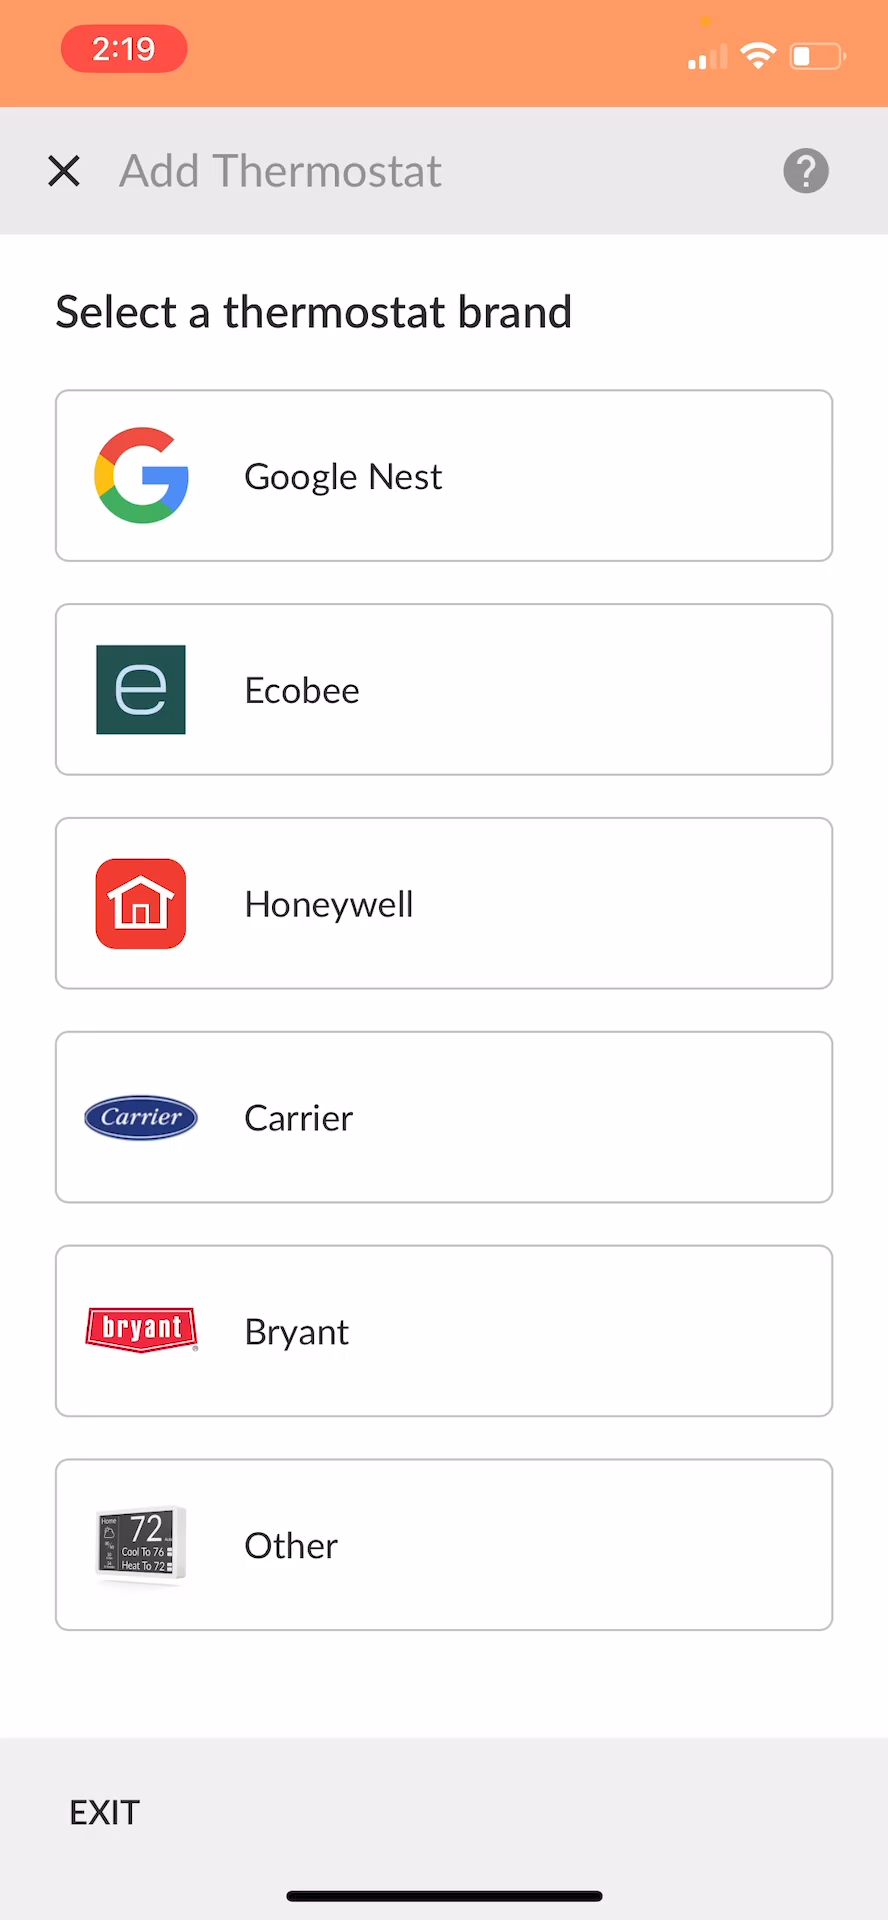 2:19
Add Thermostat
?
Select a thermostat brand
G
Google Nest
e
Ecobee
Honeywell
Carrier
Carrier
bryant
Bryant
Home
72
Cool To 76
Heat To 72
Other
EXIT